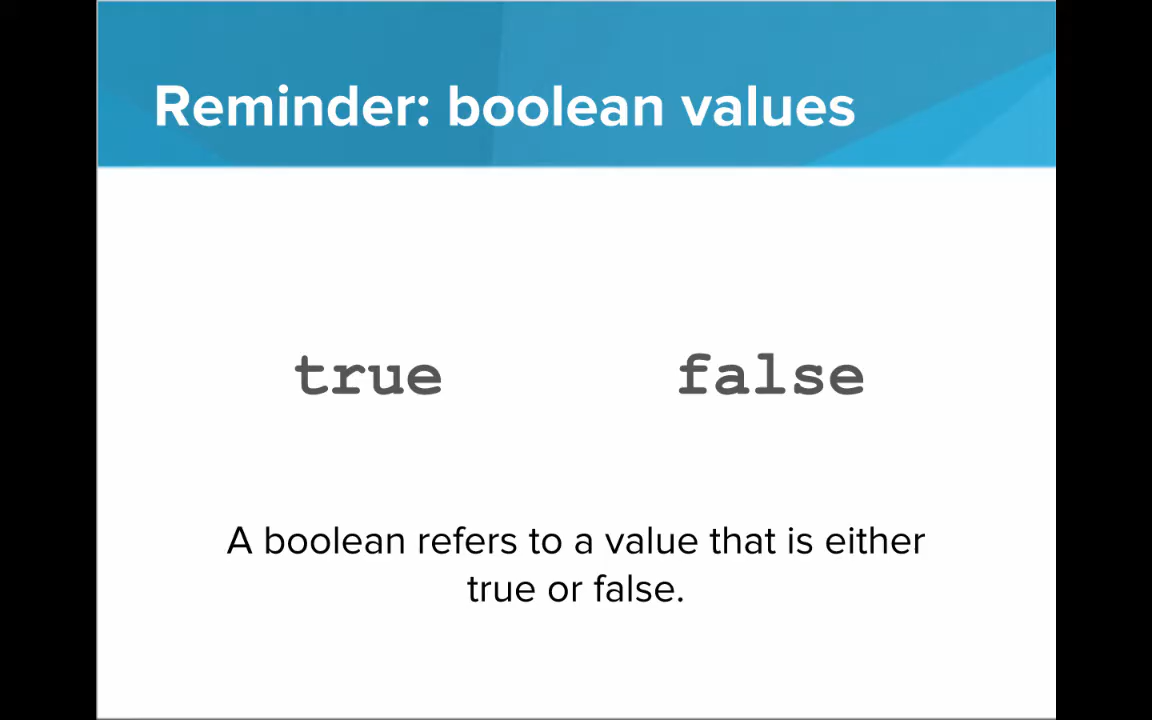 Reminder: boolean values
true false
A boolean refers to a value that is either
true or false.